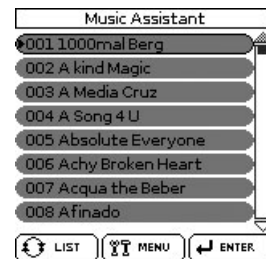 Music Assistant
001 1000mal Berg
002 A kind Magic
003 A Media Cruz
004 A Song 4 U
005 Absolute Everyone
006 Achy Broken Heart
007 Acqua the Beber
008 Afinado
LIST MENU ENTER